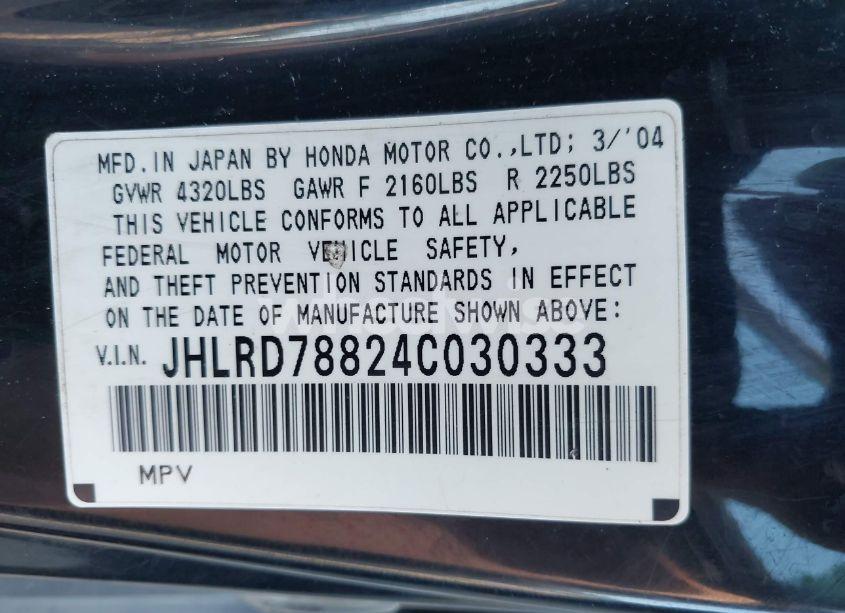 MFD.IN JAPAN BY HONDA MOTOR CO.,LTD; 3/'04
GVWR 4320LBS GAWR F 2160LBS R 2250LBS
THIS VEHICLE CONFORMS TO ALL APPLICABLE
FEDERAL MOTOR VEHICLE SAFETY,
AND THEFT PREVENTION STANDARDS IN EFFECT
ON THE DATE OF MANUFACTURE SHOWN ABOVE:
V.I.N. JHLRD78824C030333
MPV